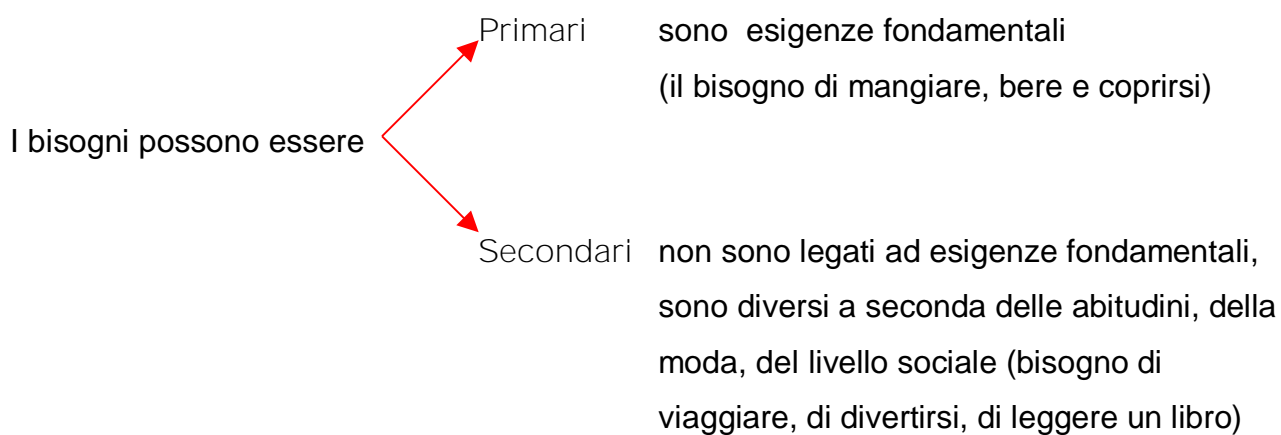 Primari sono esigenze fondamentali
(il bisogno di mangiare, bere e coprirsi)
I bisogni possono essere
Secondari non sono legati ad esigenze fondamentali,
sono diversi a seconda delle abitudini, della
moda, del livello sociale (bisogno di
viaggiare, di divertirsi, di leggere un libro)